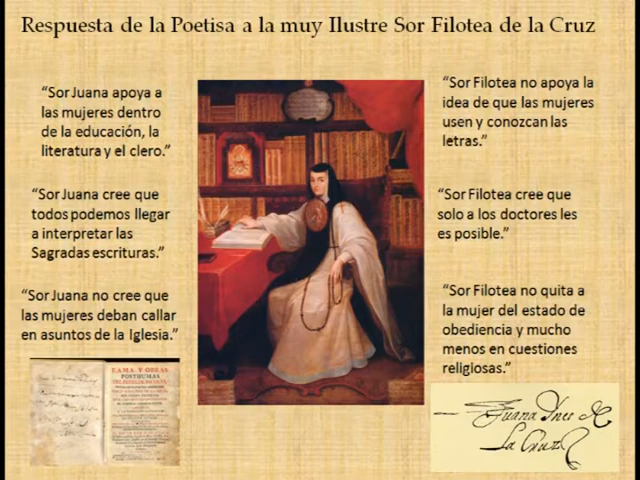 Respuesta de la Poetisa a la muy Ilustre Sor Filotea de la Cruz
“Sor Juana apoya a
las mujeres dentro
de la educación, la
literatura y el clero.”
“Sor Juana cree que
todos podemos llegar
a interpretar las
Sagradas escrituras.”
“Sor Juana no cree que
las mujeres deban callar
en asuntos de la Iglesia.”
“Sor Filotea no apoya la
idea de que las mujeres
usen y conozcan las
letras.”
“Sor Filotea cree que
solo a los doctores les
es posible.”
“Sor Filotea no quita a
la mujer del estado de
obediencia y mucho
menos en cuestiones
religiosas.”
FAMA, Y OBRAS
POSTHUMAS
Juana Ynes de
la Cruz